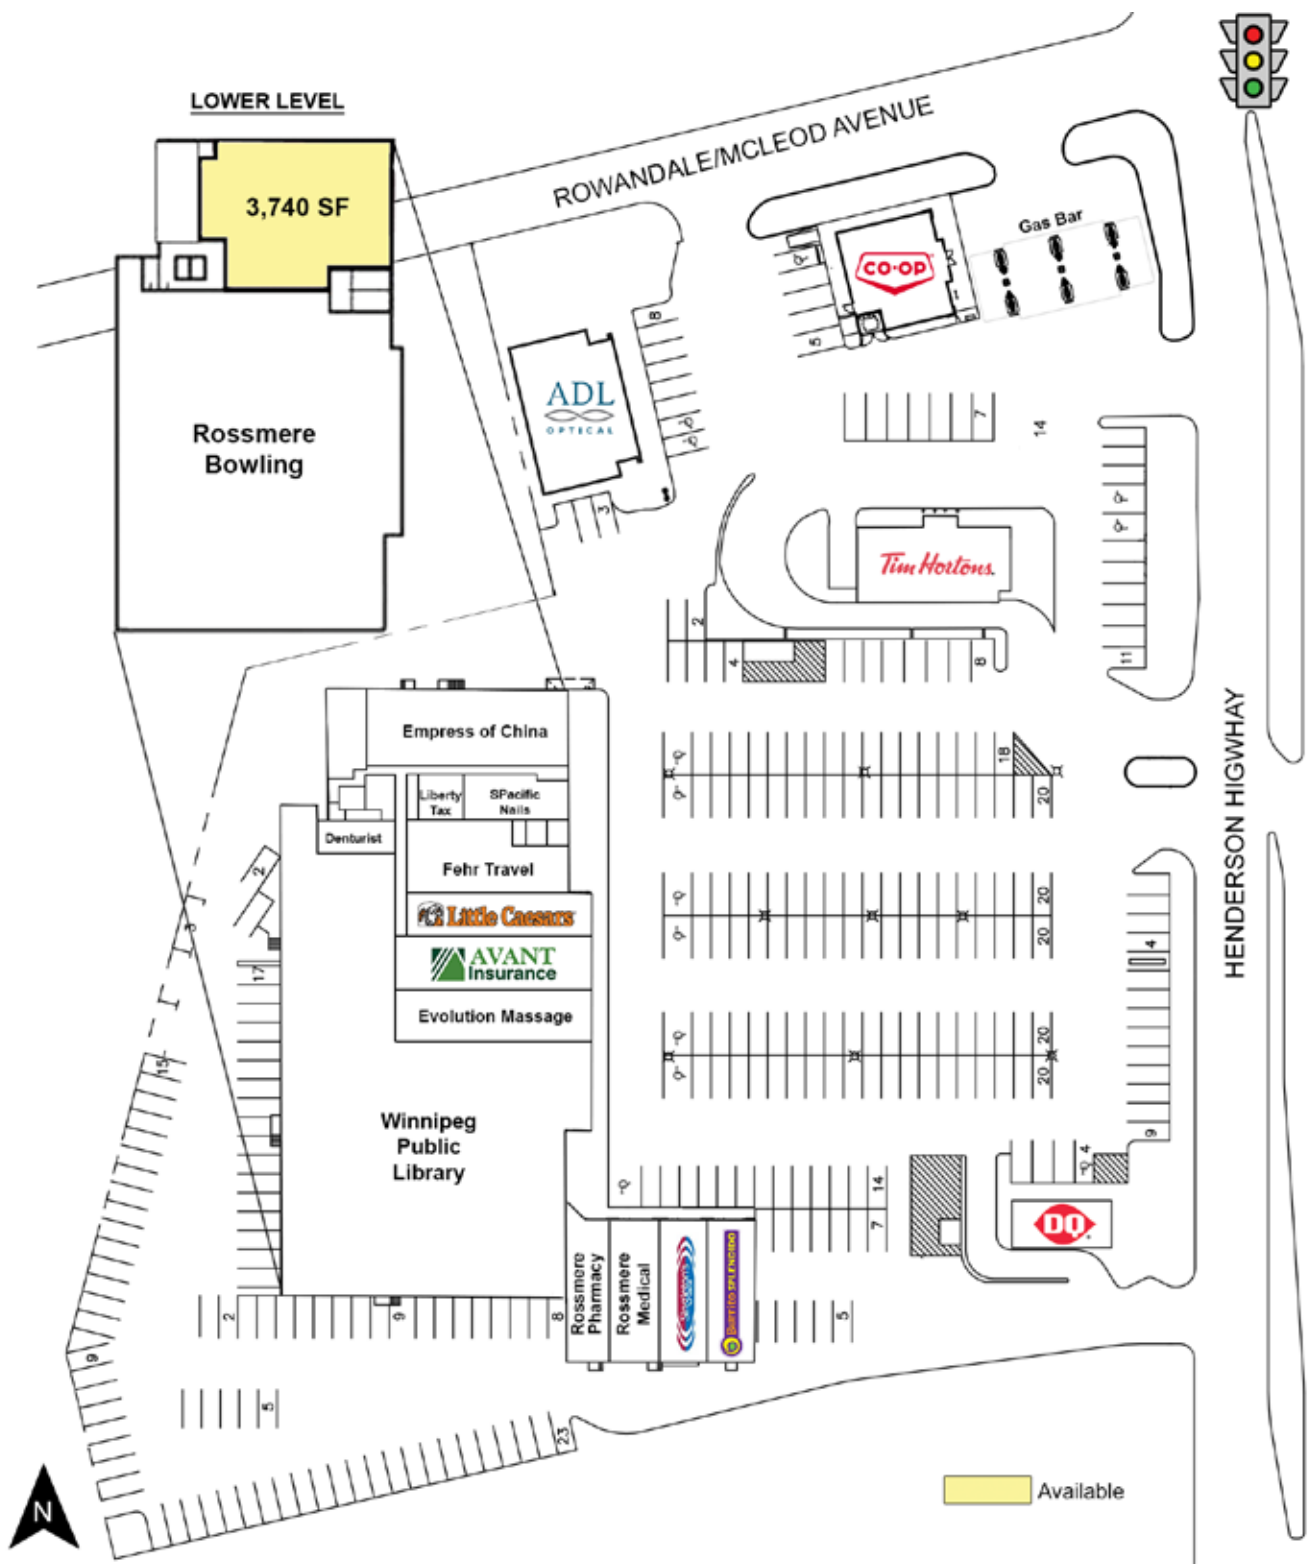 LOWER LEVEL
3,740 SF
ROWANDALE/MCLEOD AVENUE
Gas Bar
CO-OP
5
8
ADL
OPTICAL
3
Rossmere
Bowling
7
14
Tim Hortons.
2
4
8
11
HENDERSON HIGWHAY
Empress of China
Liberty
Tax
SPacific
Nails
Denturist
Fehr Travel
Little Caesars
AVANT
Insurance
Evolution Massage
Winnipeg
Public
Library
18
20
20
20
20
20
4
9
4
2
3
17
15
14
7
DQ
Rossmere
Pharmacy
Rossmere
Medical
Burrito SPLENDIDO
2
9
8
5
9
5
23
N
Available